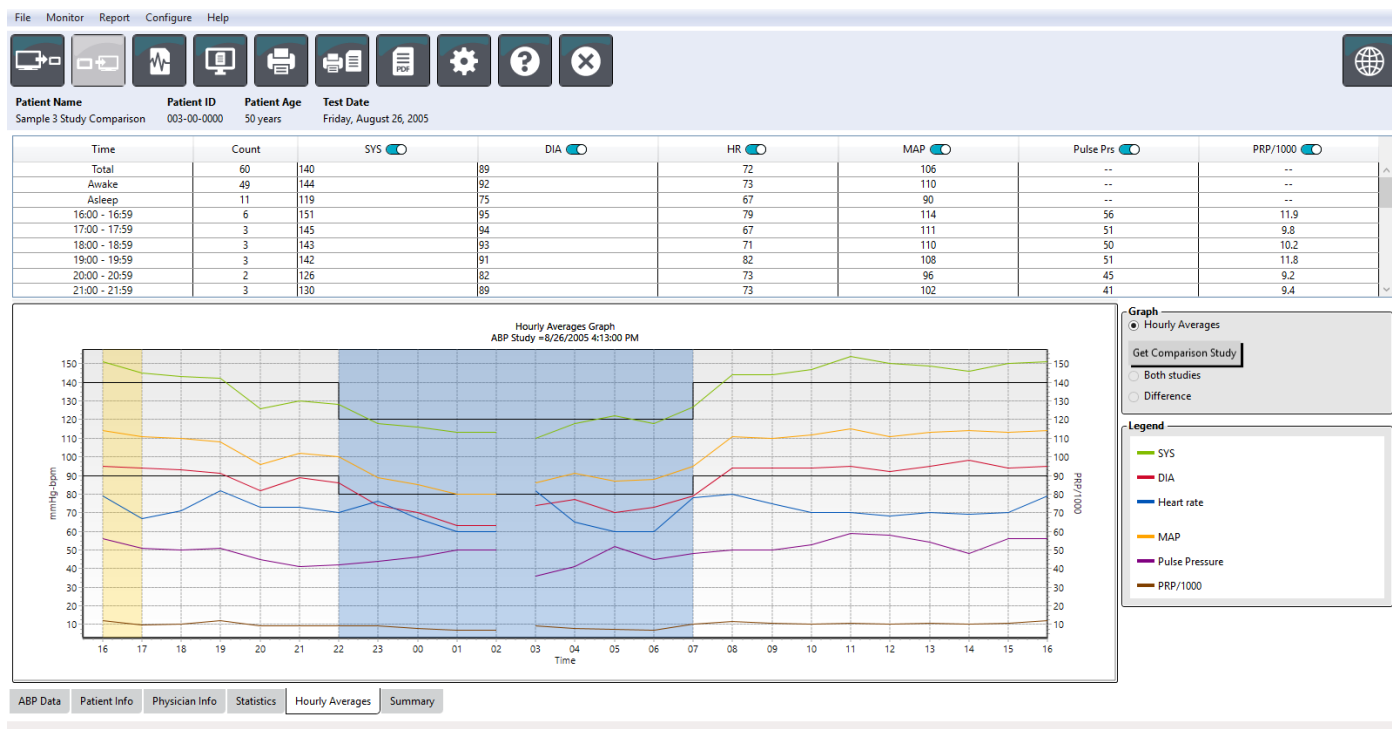 File Monitor Report Configure Help
PDF
Patient Name Patient ID Patient Age Test Date
Sample 3 Study Comparison 003-00-0000 50 years Friday, August 26, 2005
Time Count SYS DIA HR MAP Pulse Prs PRP/1000
Total 60 140 89 72 106 -- --
Awake 49 144 92 73 110 -- --
Asleep 11 119 75 67 90 -- --
16:00 - 16:59 6 151 95 79 114 56 11.9
17:00 - 17:59 3 145 94 67 111 51 9.8
18:00 - 18:59 3 143 93 71 110 50 10.2
19:00 - 19:59 3 142 91 82 108 51 11.8
20:00 - 20:59 2 126 82 73 96 45 9.2
21:00 - 21:59 3 130 89 73 102 41 9.4
Hourly Averages Graph
ABP Study =8/26/2005 4:13:00 PM
150 150
140 140
130 130
120 120
110 110
100 100
90 90
80 80
70 70
60 60
50 50
40 40
30 30
20 20
10 10
mmHg-bpm
PRP/1000
16 17 18 19 20 21 22 23 00 01 02 03 04 05 06 07 08 09 10 11 12 13 14 15 16
Time
Graph
Hourly Averages
Get Comparison Study
Both studies
Difference
Legend
SYS
DIA
Heart rate
MAP
Pulse Pressure
PRP/1000
ABP Data Patient Info Physician Info Statistics Hourly Averages Summary